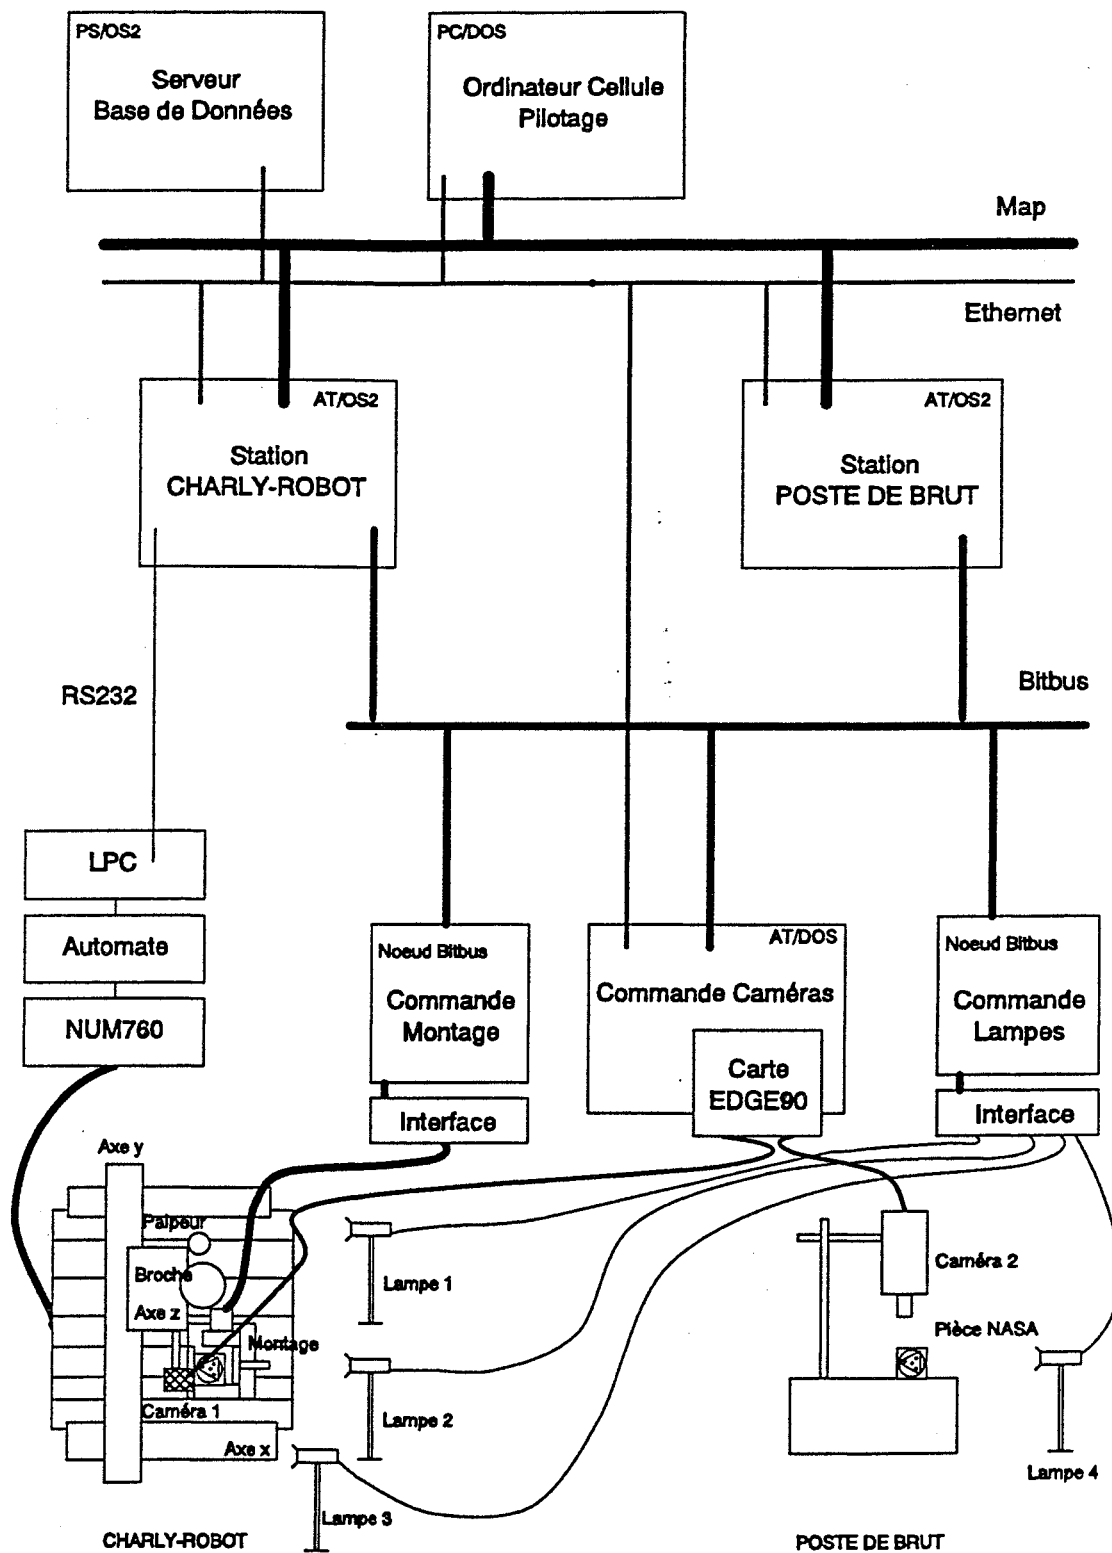 PS/OS2
Serveur
Base de Données
PC/DOS
Ordinateur Cellule
Pilotage
Map
Ethernet
AT/OS2
Station
CHARLY-ROBOT
AT/OS2
Station
POSTE DE BRUT
RS232
Bitbus
LPC
Automate
NUM760
Noeud Bitbus
Commande
Montage
Interface
AT/DOS
Commande Caméras
Carte
EDGE90
Noeud Bitbus
Commande
Lampes
Interface
Axe y
Palpeur
Broche
Axe z
Montage
Caméra 1
Axe x
Lampe 1
Lampe 2
Lampe 3
Caméra 2
Pièce NASA
Lampe 4
CHARLY-ROBOT
POSTE DE BRUT